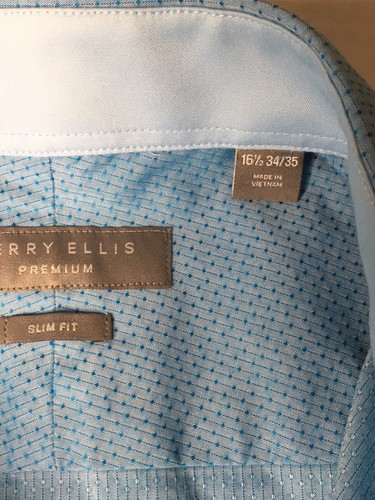 16½ 34/35
MADE IN
VIETNAM
ERRY ELLIS
PREMIUM
SLIM FIT